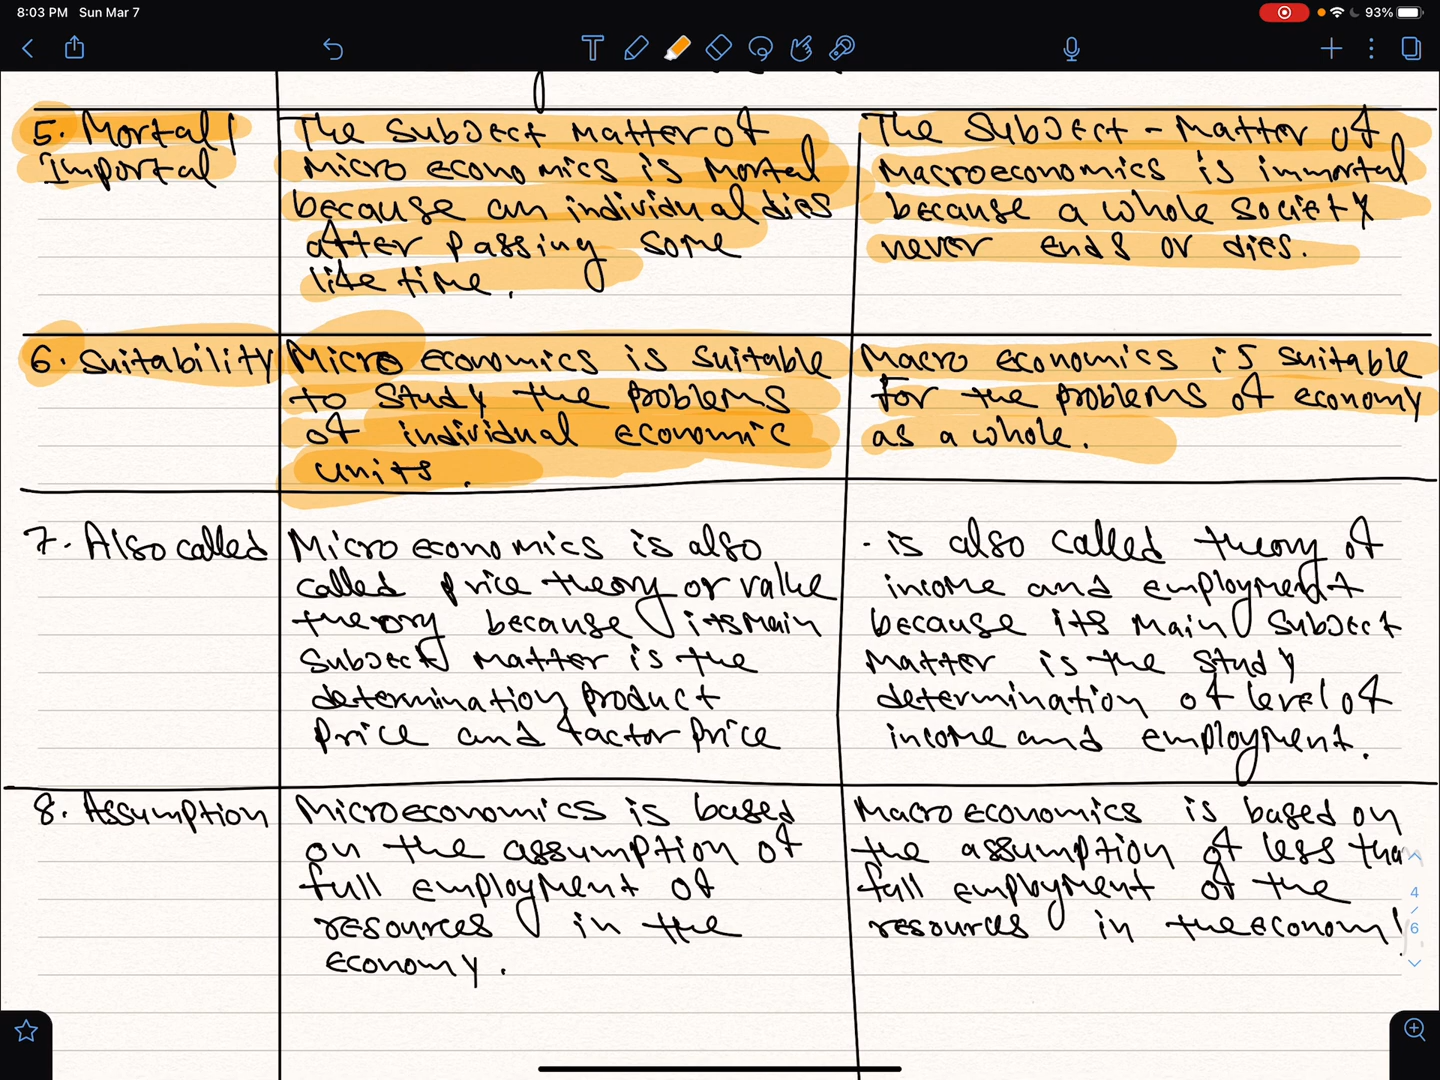 8:03 PM Sun Mar 7
93%
5. Mortal /
Importal
The Subject Matter of
Micro economics is Mortal
because an individual dies
after passing some
life time.
The Subject - Matter of
Macroeconomics is immortal
because a whole society
never ends or dies.
6. Suitability
Micro economics is suitable
to study the problems
of individual economic
units.
Macro economics is suitable
For the problems of economy
as a whole.
7. Also called
Micro economics is also
called price theory or value
theory because its main
subject matter is the
determination product
price and factor price
. is also called theory of
income and employment
because its main subject
matter is the study
determination of level of
income and employment.
8. Assumption
Microeconomics is based
on the assumption of
full employment of
resources in the
economy.
Macro economics is based on
the assumption of less tha
full employment of the
resources in the econom
4
/
6